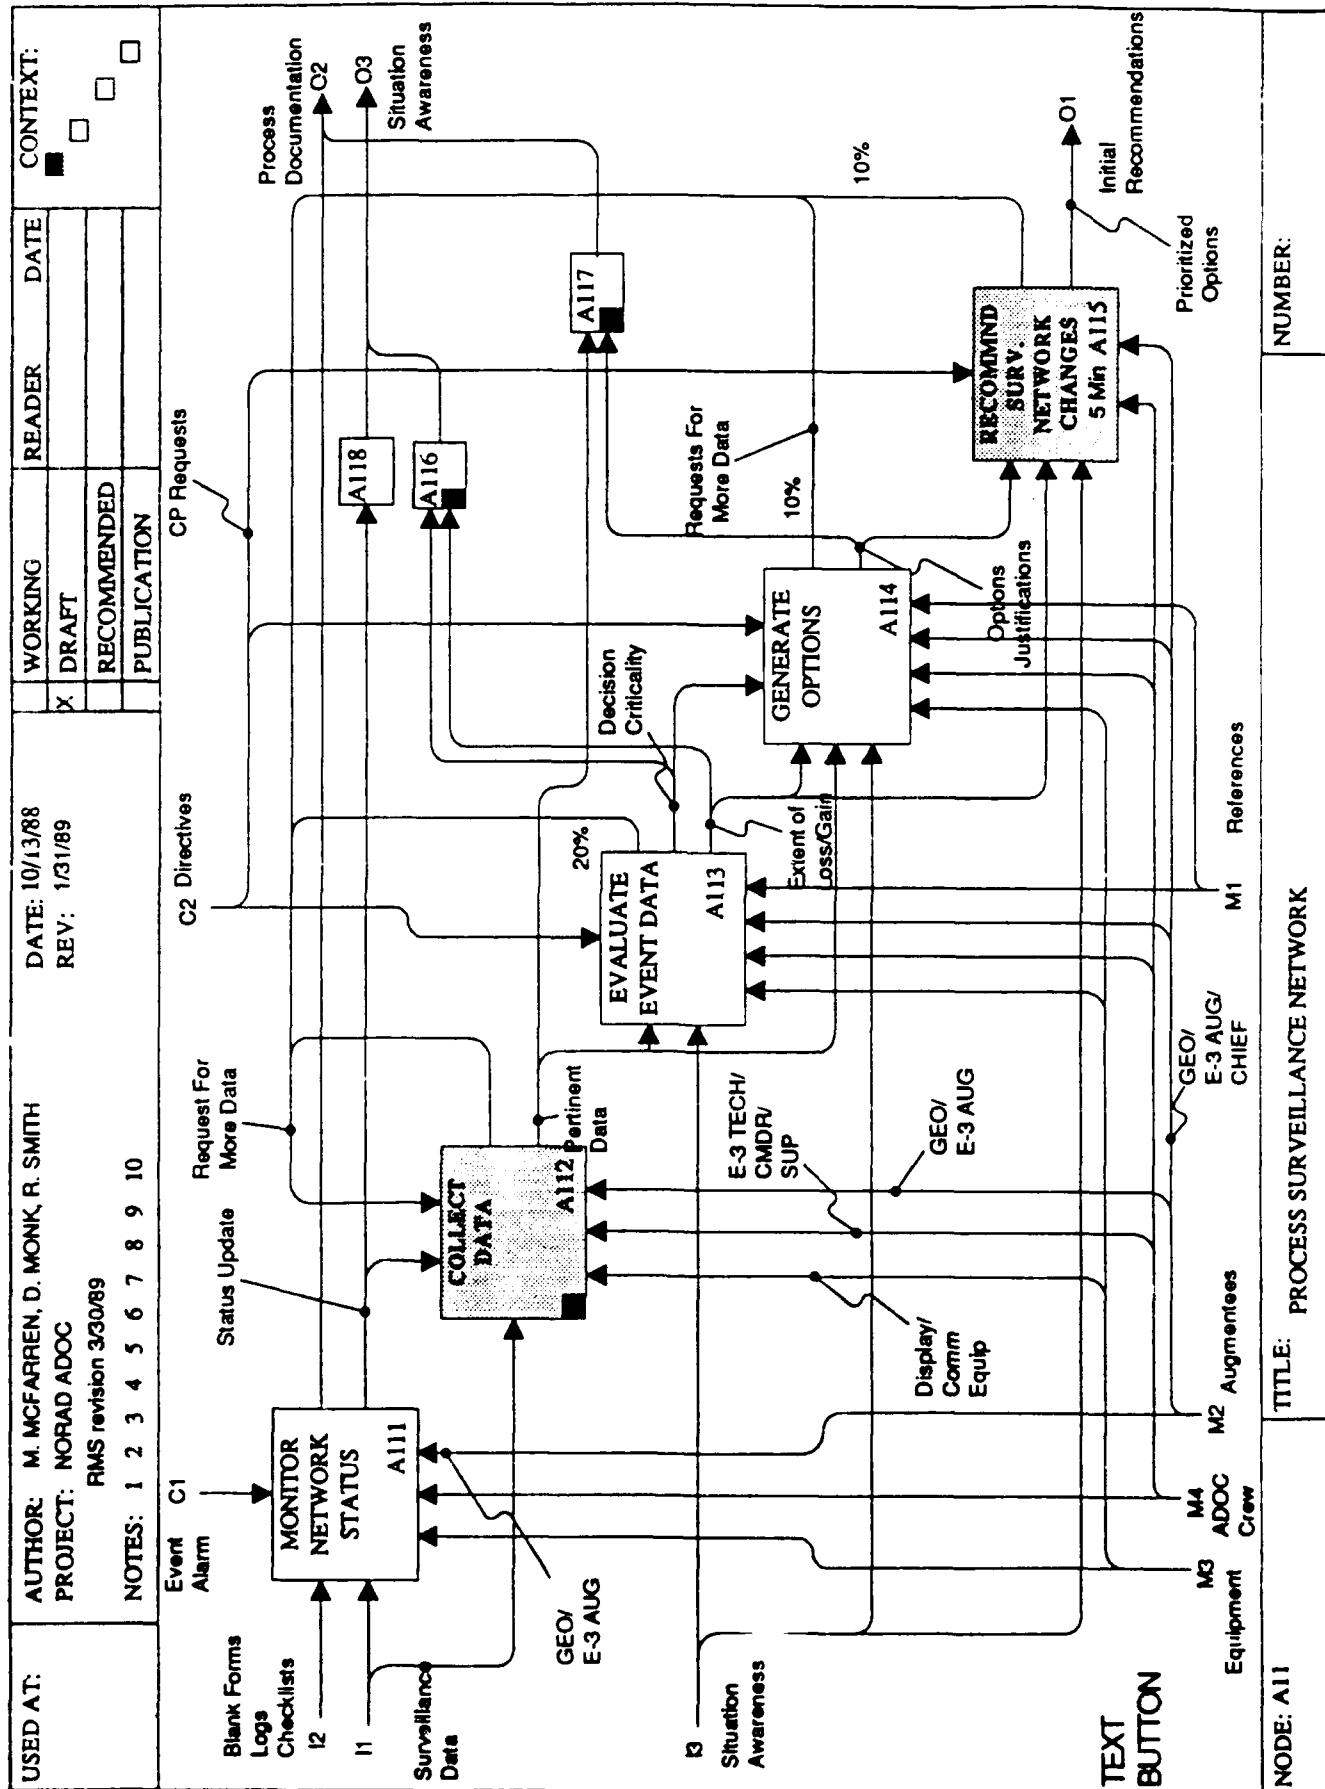 USED AT:
AUTHOR: M. MCFARREN, D. MONK, R. SMITH
PROJECT: NORAD ADOC
RMS revision 3/30/89
NOTES: 1 2 3 4 5 6 7 8 9 10
DATE: 10/13/88
REV: 1/31/89
WORKING
X DRAFT
RECOMMENDED
PUBLICATION
READER DATE
CONTEXT:
Event
Alarm
C1
Status Update
Request For
More Data
C2 Directives
CP Requests
Process
Documentation
O2
O3
Situation
Awareness
Blank Forms
Logs
Checklists
I2
I1
Surveillance
Data
MONITOR
NETWORK
STATUS
A111
COLLECT
DATA
A112
Pertinent
Data
EVALUATE
EVENT DATA
A113
20%
Decision
Criticality
Extent of
Loss/Gain
A118
A116
A117
GENERATE
OPTIONS
A114
10%
Requests For
More Data
Options
Justifications
10%
RECOMMND
SURV.
NETWORK
CHANGES
5 Min A115
O1
Initial
Recommendations
Prioritized
Options
GEO/
E-3 AUG
I3
Situation
Awareness
E-3 TECH/
CMDR/
SUP
GEO/
E-3 AUG
Display/
Comm
Equip
GEO/
E-3 AUG/
CHIEF
TEXT
BUTTON
M3
Equipment
M4
ADOC
Crew
M2 Augmentees
M1 References
NODE: A11
TITLE: PROCESS SURVEILLANCE NETWORK
NUMBER: